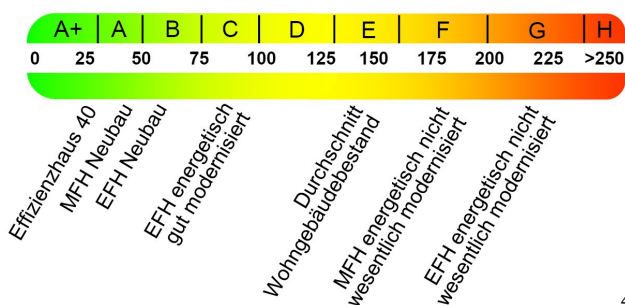 A+ A B C D E F G H
0 25 50 75 100 125 150 175 200 225 >250
Effizienzhaus 40
MFH Neubau
EFH Neubau
EFH energetisch
gut modernisiert
Durchschnitt
Wohngebäudebestand
MFH energetisch nicht
wesentlich modernisiert
EFH energetisch nicht
wesentlich modernisiert